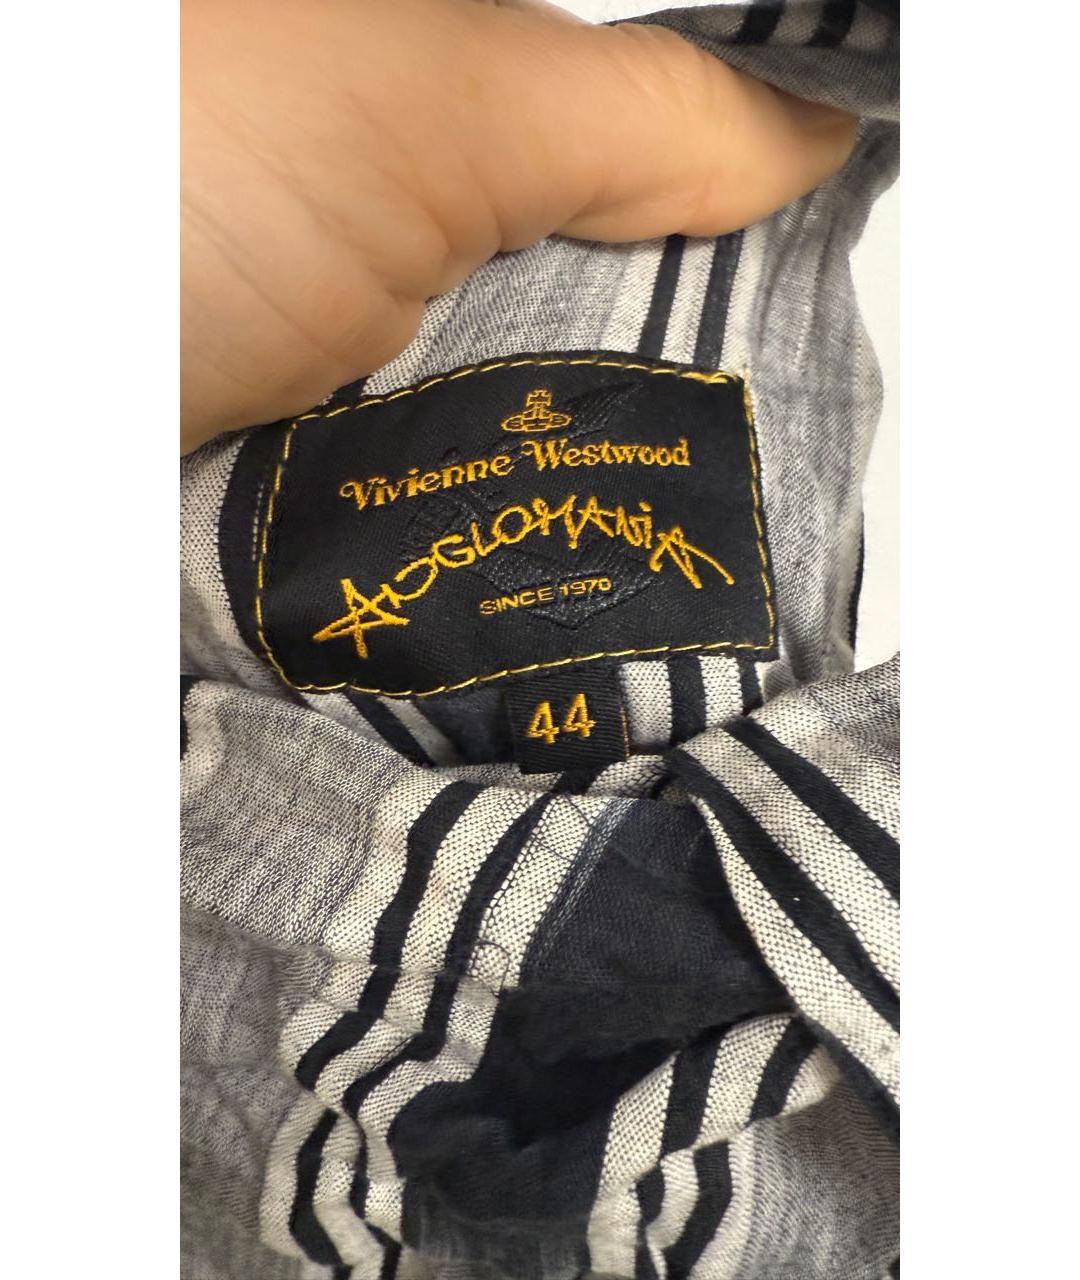 Vivienne Westwood
ANGLOMANIA
SINCE 1970
44